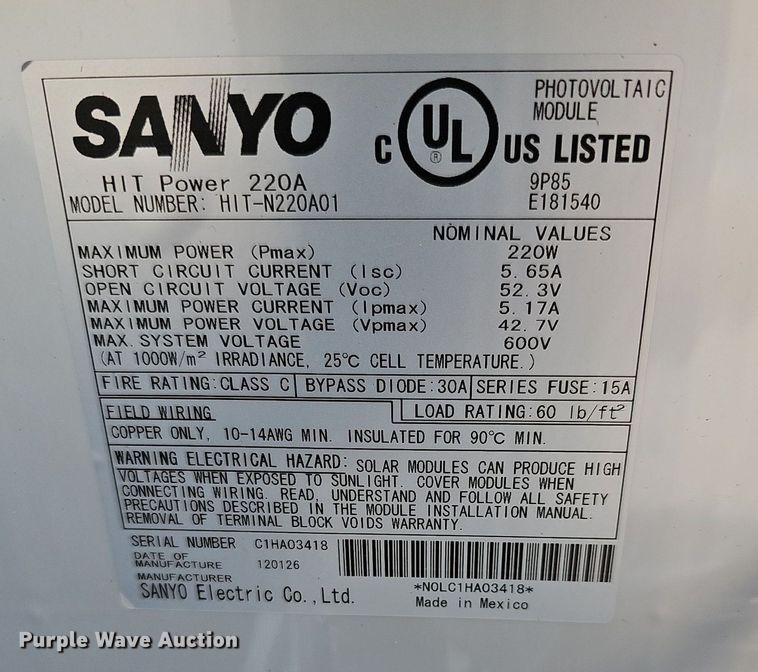 SANYO
HIT Power 220A
MODEL NUMBER: HIT-N220A01
C UL ® US LISTED
PHOTOVOLTAIC
MODULE
9P85
E181540
NOMINAL VALUES
MAXIMUM POWER (Pmax) 220W
SHORT CIRCUIT CURRENT (Isc) 5.65A
OPEN CIRCUIT VOLTAGE (Voc) 52.3V
MAXIMUM POWER CURRENT (Ipmax) 5.17A
MAXIMUM POWER VOLTAGE (Vpmax) 42.7V
MAX. SYSTEM VOLTAGE 600V
(AT 1000W/m² IRRADIANCE, 25℃ CELL TEMPERATURE.)
FIRE RATING:CLASS C BYPASS DIODE:30A SERIES FUSE:15A
FIELD WIRING LOAD RATING:60 lb/ft²
COPPER ONLY, 10-14AWG MIN. INSULATED FOR 90℃ MIN.
WARNING ELECTRICAL HAZARD: SOLAR MODULES CAN PRODUCE HIGH
VOLTAGES WHEN EXPOSED TO SUNLIGHT. COVER MODULES WHEN
CONNECTING WIRING. READ, UNDERSTAND AND FOLLOW ALL SAFETY
PRECAUTIONS DESCRIBED IN THE MODULE INSTALLATION MANUAL.
REMOVAL OF TERMINAL BLOCK VOIDS WARRANTY.
SERIAL NUMBER C1HA03418
DATE OF
MANUFACTURE 120126
MANUFACTURER
SANYO Electric Co.,Ltd.
*N0LC1HA03418*
Made in Mexico
Purple Wave Auction